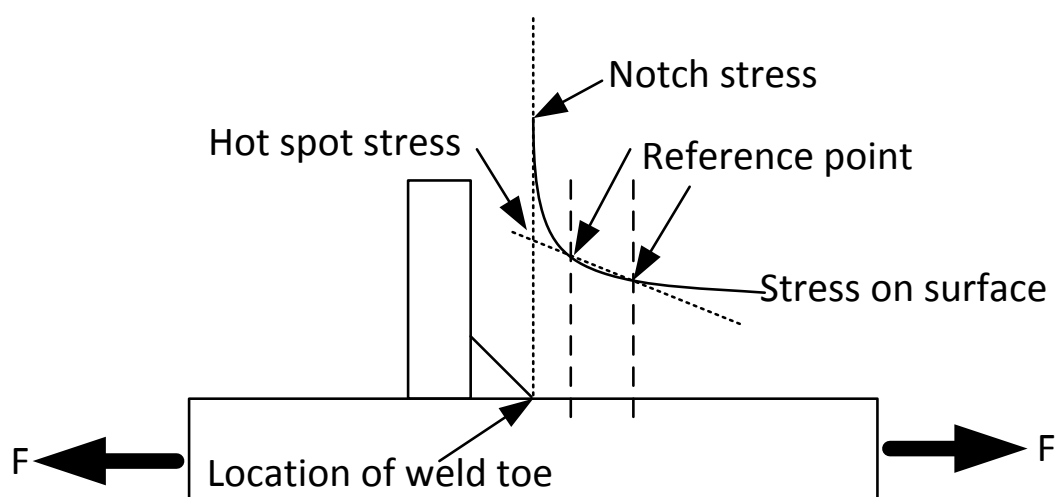 Notch stress
Hot spot stress
Reference point
Stress on surface
F
F
Location of weld toe